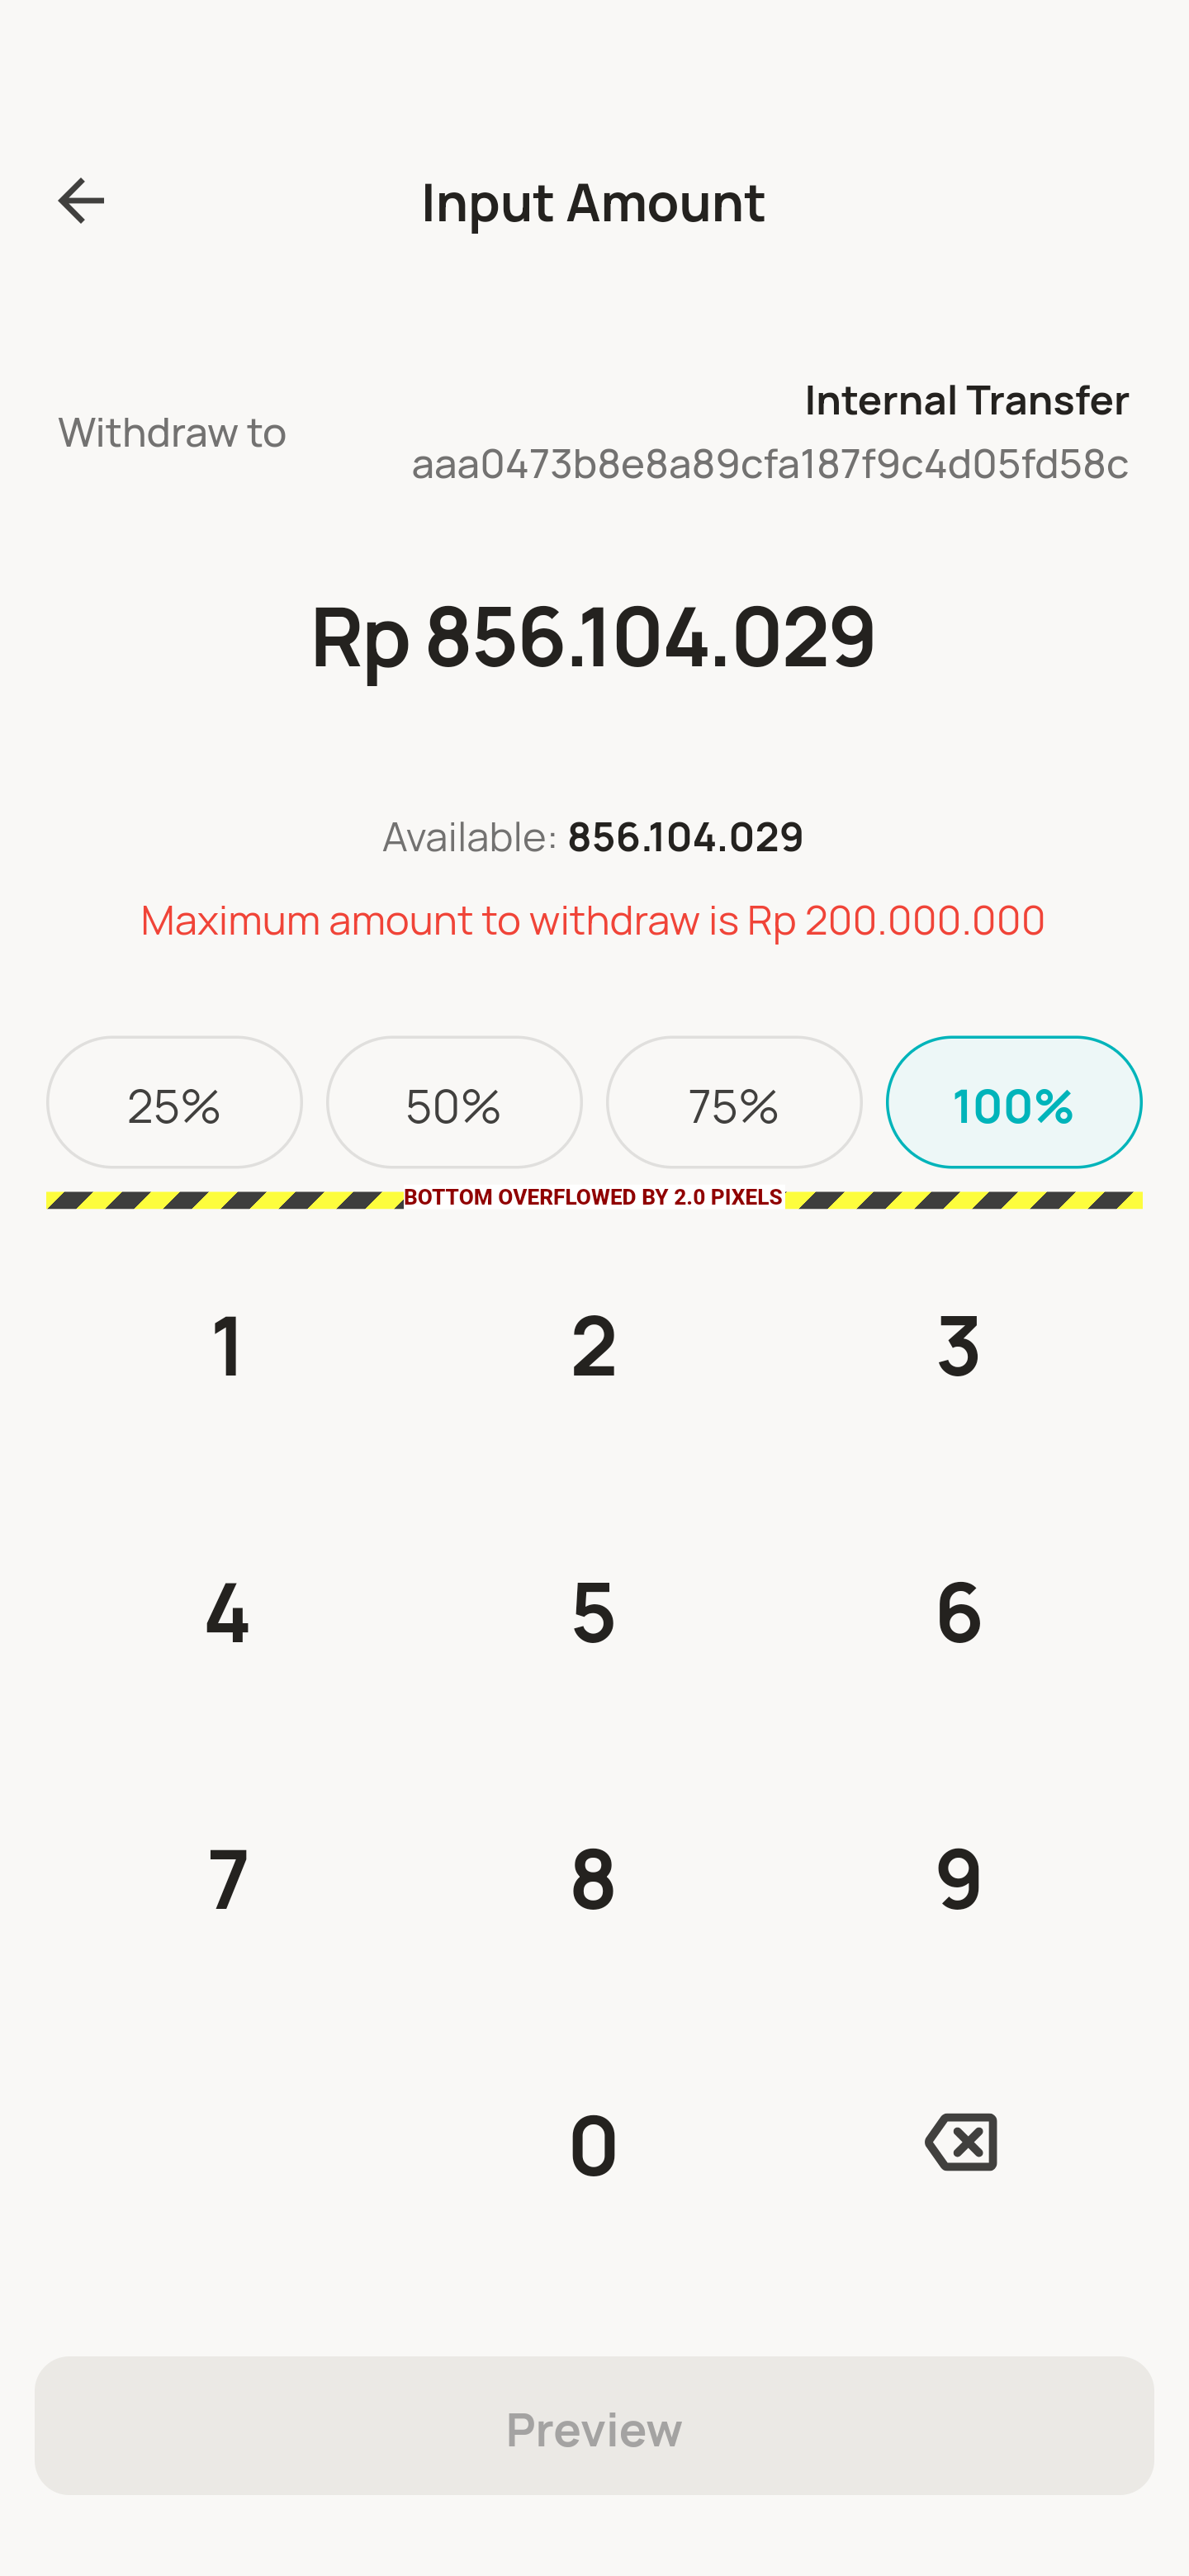 Input Amount
Withdraw to
Internal Transfer
aaa0473b8e8a89cfa187f9c4d05fd58c
Rp 856.104.029
Available: 856.104.029
Maximum amount to withdraw is Rp 200.000.000
25% 50% 75% 100%
BOTTOM OVERFLOWED BY 2.0 PIXELS
1 2 3
4 5 6
7 8 9
0
Preview